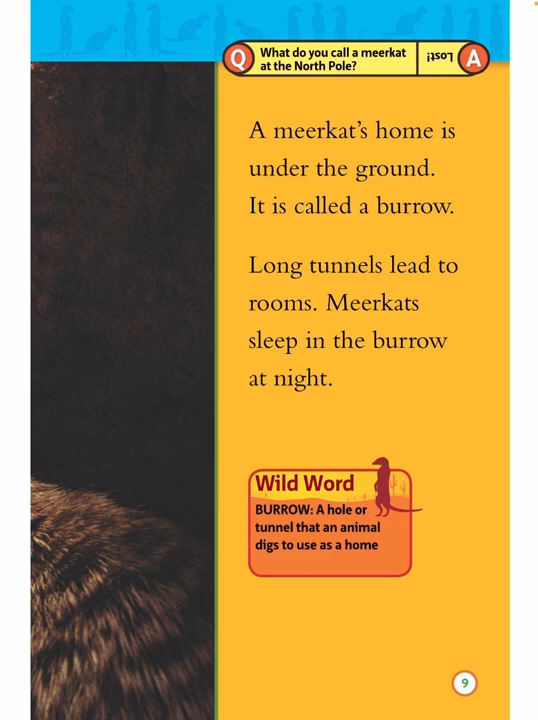 Q What do you call a meerkat
at the North Pole?
Lost! A
A meerkat's home is
under the ground.
It is called a burrow.
Long tunnels lead to
rooms. Meerkats
sleep in the burrow
at night.
Wild Word
BURROW: A hole or
tunnel that an animal
digs to use as a home
9